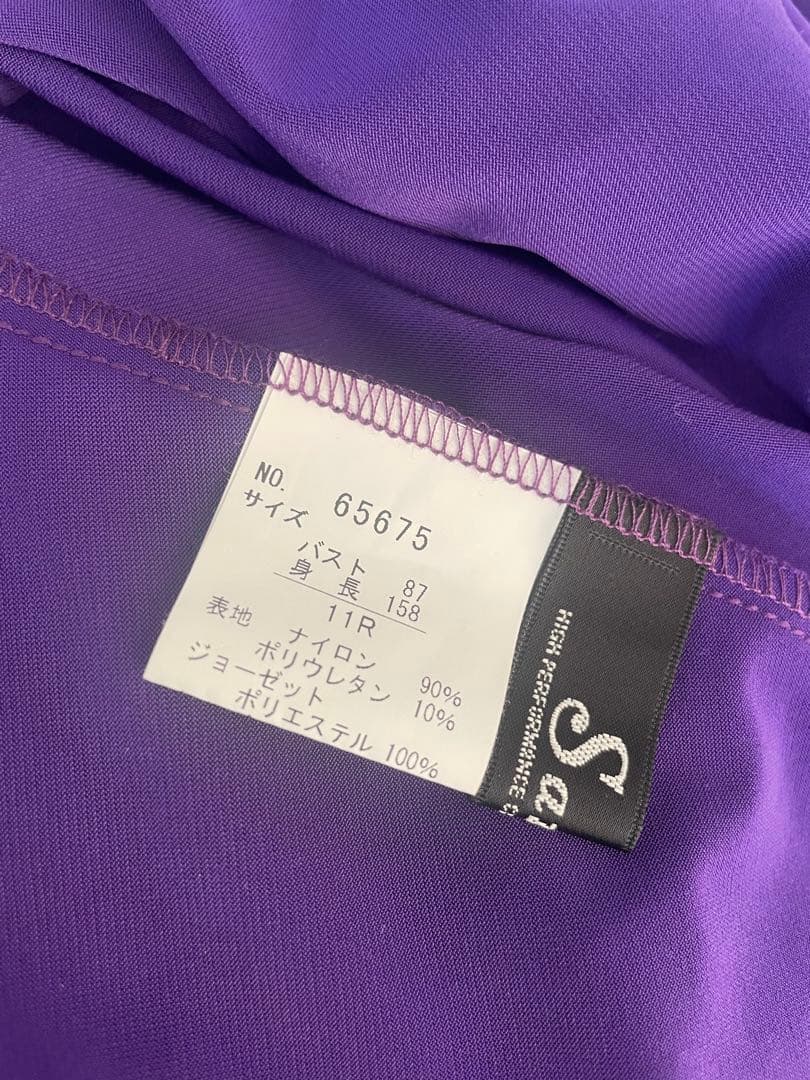 NO. 65675
サイズ
バスト 87
身長 158
11R
表地 ナイロン 90%
ポリウレタン 10%
ジョーゼット
ポリエステル 100%
HIGH PERFORMANCE